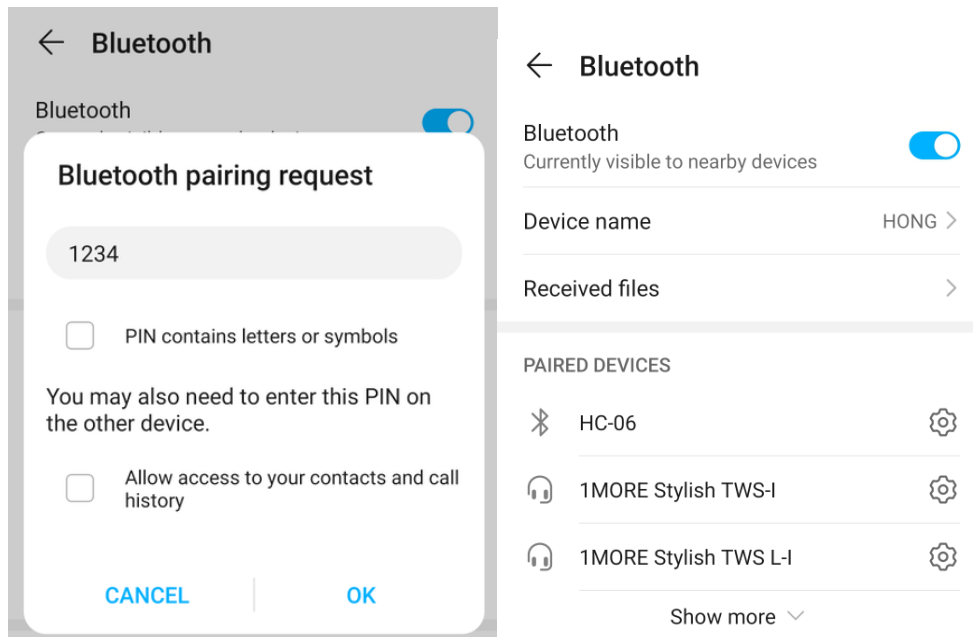 Bluetooth
Bluetooth
Bluetooth pairing request
1234
PIN contains letters or symbols
You may also need to enter this PIN on
the other device.
Allow access to your contacts and call
history
CANCEL
OK
Bluetooth
Bluetooth
Currently visible to nearby devices
Device name
HONG
Received files
PAIRED DEVICES
HC-06
1MORE Stylish TWS-I
1MORE Stylish TWS L-I
Show more